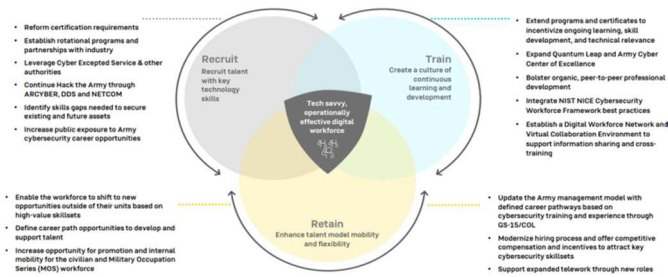 • Reform certification requirements
• Establish rotational programs and
partnerships with industry
• Leverage Cyber Excepted Service & other
authorities
• Continue Hack the Army through
ARCYBER, DDS and NETCOM
• Identify skills gaps needed to secure
existing and future assets
• Increase public exposure to Army
cybersecurity career opportunities
Recruit
Recruit talent
with key
technology
skills
Train
Create a culture of
continuous
learning and
development
Tech savvy,
operationally
effective digital
workforce
Retain
Enhance talent model mobility
and flexibility
• Extend programs and certificates to
incentivize ongoing learning, skill
development, and technical relevance
• Expand Quantum Leap and Army Cyber
Center of Excellence
• Bolster organic, peer-to-peer professional
development
• Integrate NIST NICE Cybersecurity
Workforce Framework best practices
• Establish a Digital Workforce Network and
Virtual Collaboration Environment to
support information sharing and cross-
training
• Enable the workforce to shift to new
opportunities outside of their units based on
high-value skillsets
• Define career path opportunities to develop and
support talent
• Increase opportunity for promotion and internal
mobility for the civilian and Military Occupation
Series (MOS) workforce
• Update the Army management model with
defined career pathways based on
cybersecurity training and experience through
GS-15/COL
• Modernize hiring process and offer competitive
compensation and incentives to attract key
cybersecurity skillsets
• Support expanded telework through new roles